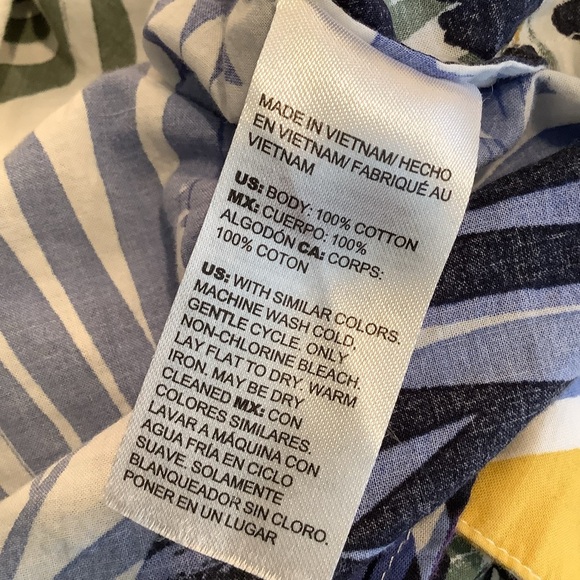 MADE IN VIETNAM/ HECHO
EN VIETNAM/ FABRIQUÉ AU
VIETNAM
US: BODY: 100% COTTON
MX: CUERPO: 100%
ALGODÓN CA: CORPS:
100% COTON
US: WITH SIMILAR COLORS.
MACHINE WASH COLD,
GENTLE CYCLE. ONLY
NON-CHLORINE BLEACH,
LAY FLAT TO DRY. WARM
IRON. MAY BE DRY
CLEANED MX: CON
COLORES SIMILARES.
LAVAR A MÁQUINA CON
AGUA FRÍA EN CICLO
SUAVE. SOLAMENTE
BLANQUEADOR SIN CLORO.
PONER EN UN LUGAR